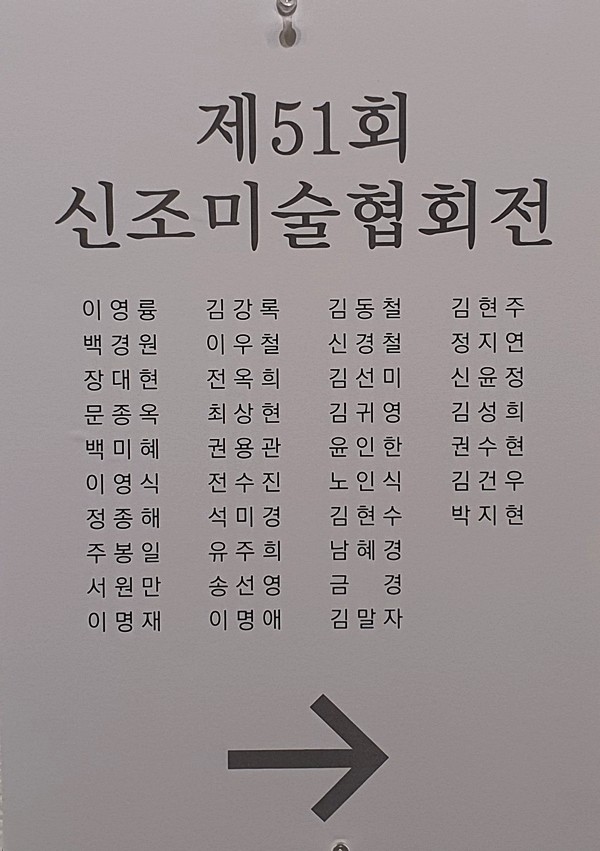 제51회
신조미술협회전
이영륭 김강록 김동철 김현주
백경원 이우철 신경철 정지연
장대현 전옥희 김선미 신윤정
문종옥 최상현 김귀영 김성희
백미혜 권용관 윤인한 권수현
이영식 전수진 노인식 김건우
정종해 석미경 김현수 박지현
주봉일 유주희 남혜경
서원만 송선영 금 경
이명재 이명애 김말자